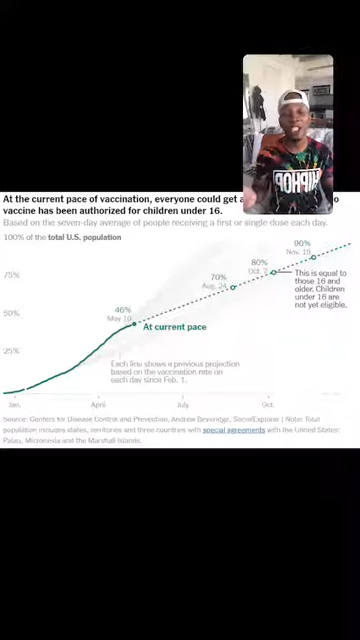 At the current pace of vaccination, everyone could get a
vaccine has been authorized for children under 16.
Based on the seven-day average of people receiving a first or single dose each day.
100% of the total U.S. population
90%
Nov. 19
80%
Oct. 7
70%
Aug. 24
75%
This is equal to
those 16 and
older. Children
under 16 are
not yet eligible.
46%
May 10
50%
At current pace
25%
Each line shows a previous projection
based on the vaccination rate on
each day since Feb. 1.
Jan.
April
July
Oct.
Source: Centers for Disease Control and Prevention, Andrew Beveridge, SocialExplorer | Note: Total
population includes states, territories and three countries with special agreements with the United States:
Palau, Micronesia and the Marshall Islands.
HIPHOP